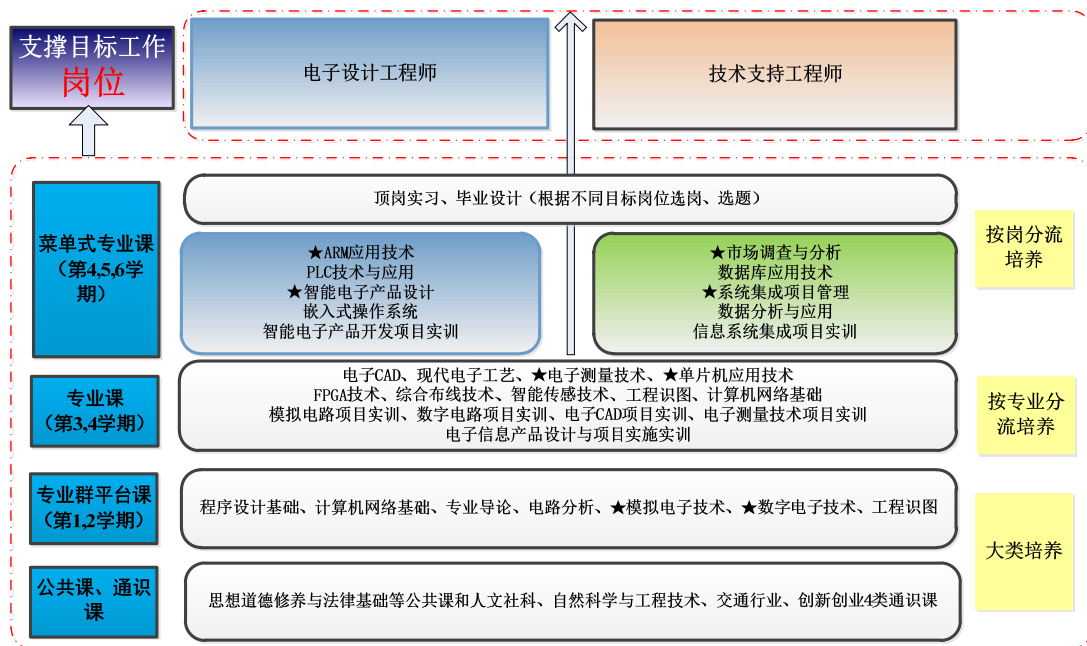 支撑目标工作
岗位
电子设计工程师
技术支持工程师
顶岗实习、毕业设计（根据不同目标岗位选岗、选题）
菜单式专业课
（第4,5,6学
期）
★ARM应用技术
PLC技术与应用
★智能电子产品设计
嵌入式操作系统
智能电子产品开发项目实训
★市场调查与分析
数据库应用技术
★系统集成项目管理
数据分析与应用
信息系统集成项目实训
按岗分流
培养
专业课
（第3,4学期）
电子CAD、现代电子工艺、★电子测量技术、★单片机应用技术
FPGA技术、综合布线技术、智能传感技术、工程识图、计算机网络基础
模拟电路项目实训、数字电路项目实训、电子CAD项目实训、电子测量技术项目实训
电子信息产品设计与项目实施实训
按专业分
流培养
专业群平台课
（第1,2学期）
程序设计基础、计算机网络基础、专业导论、电路分析、★模拟电子技术、★数字电子技术、工程识图
大类培养
公共课、通识
课
思想道德修养与法律基础等公共课和人文社科、自然科学与工程技术、交通行业、创新创业4类通识课